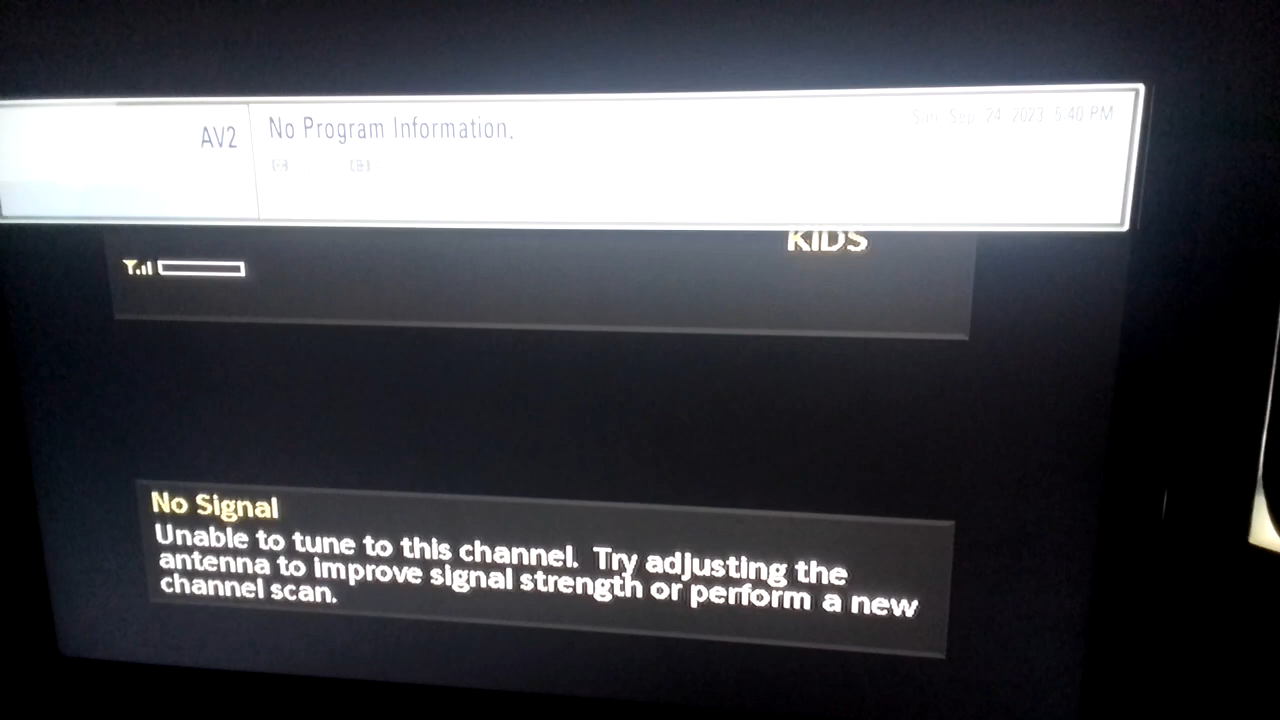 AV2
No Program Information.
Sun, Sep. 24, 2023 5:40 PM
KIDS
No Signal
Unable to tune to this channel. Try adjusting the
antenna to improve signal strength or perform a new
channel scan.